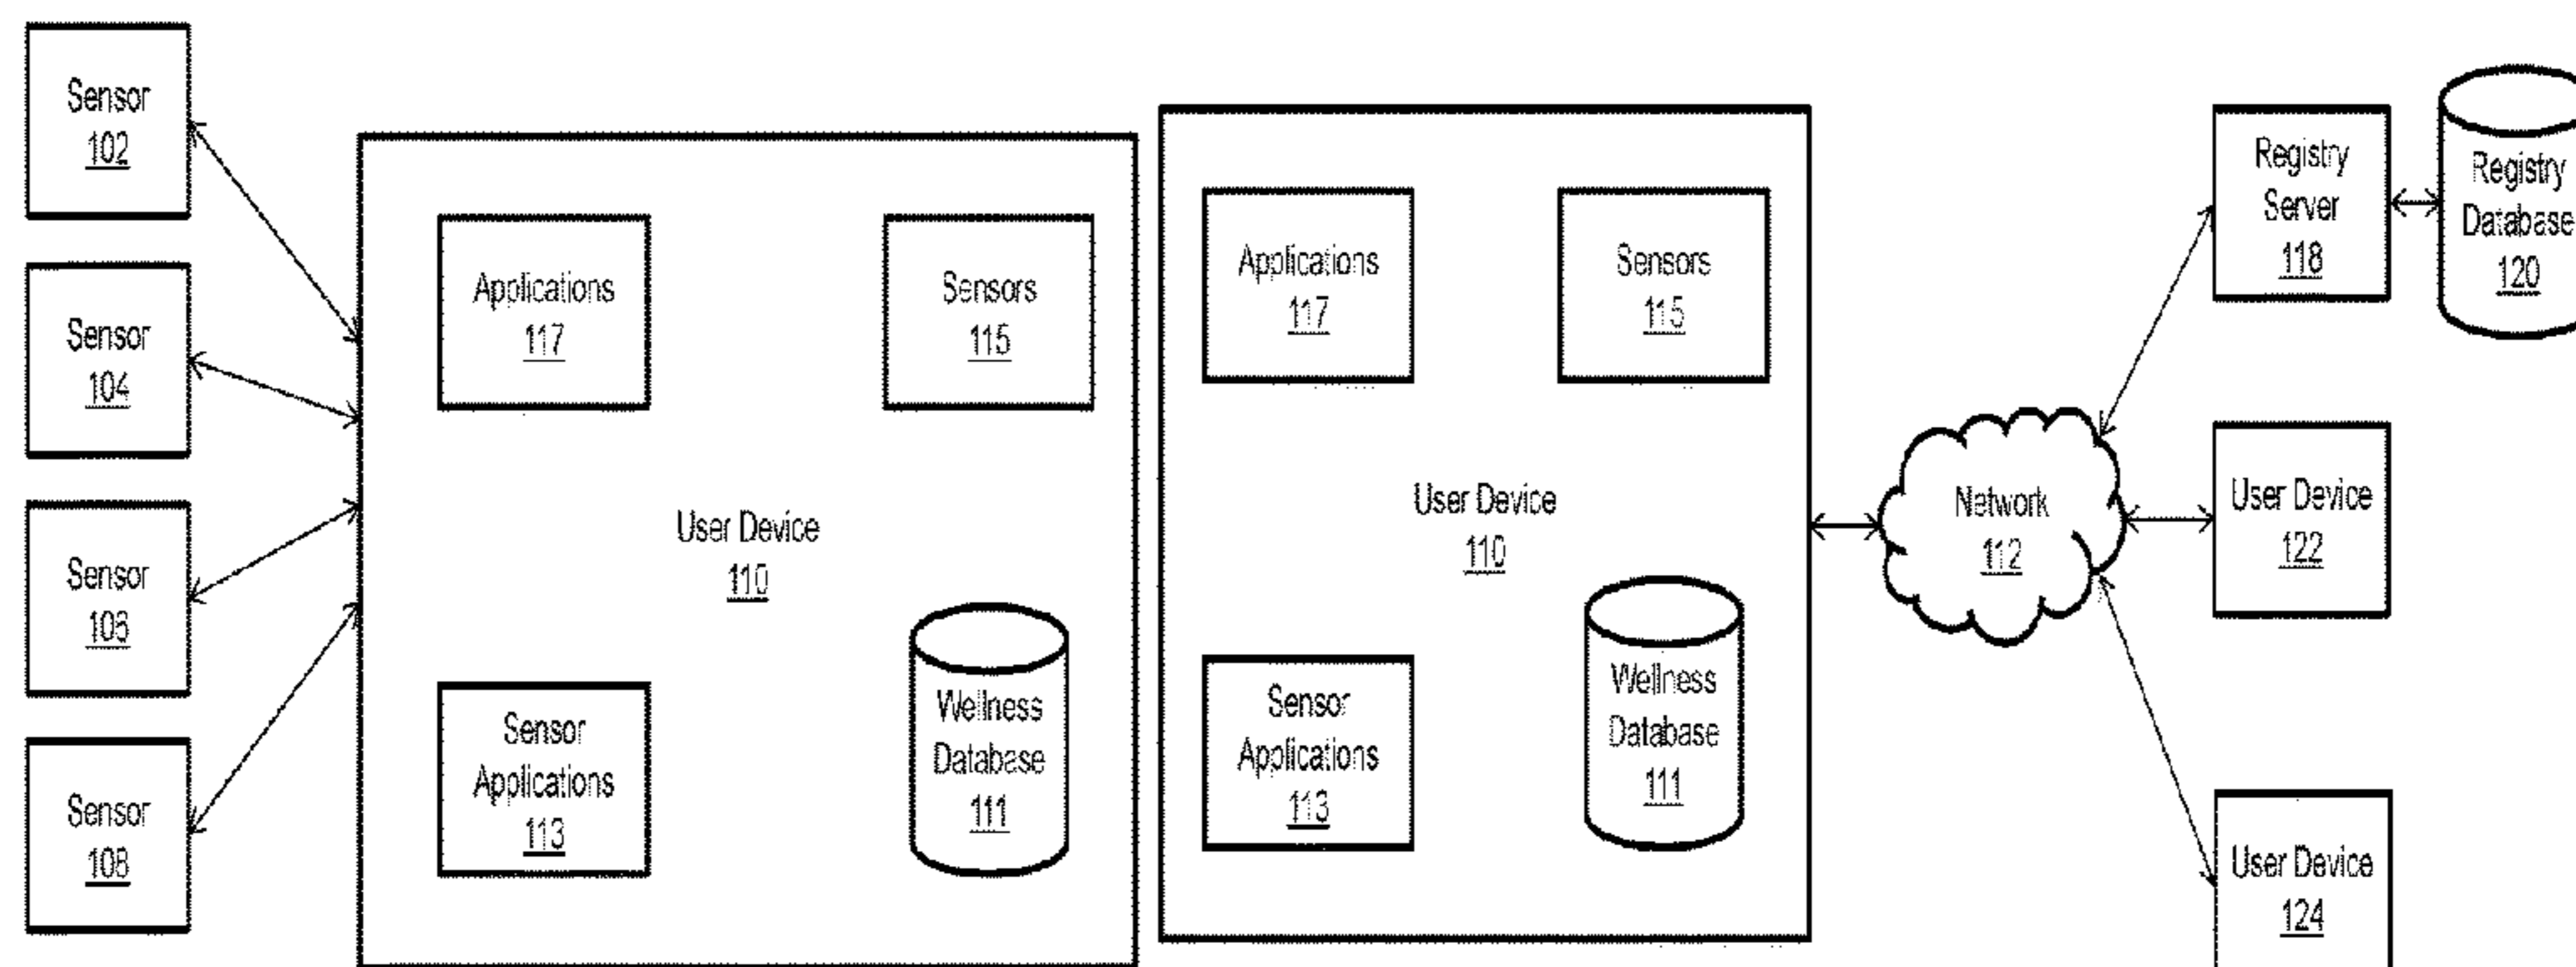 Sensor
102
Sensor
104
Sensor
106
Sensor
108
Applications
117
Sensors
115
User Device
110
Sensor
Applications
113
Wellness
Database
111
Applications
117
Sensors
115
User Device
110
Sensor
Applications
113
Wellness
Database
111
Network
112
Registry
Server
118
Registry
Database
120
User Device
122
User Device
124